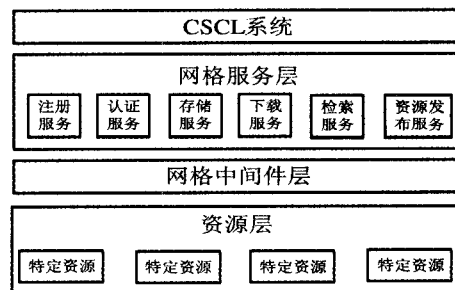 CSCL系统
网格服务层
注册 认证 存储 下载 检索 资源发
服务 服务 服务 服务 服务 布服务
网格中间件层
资源层
特定资源 特定资源 特定资源 特定资源